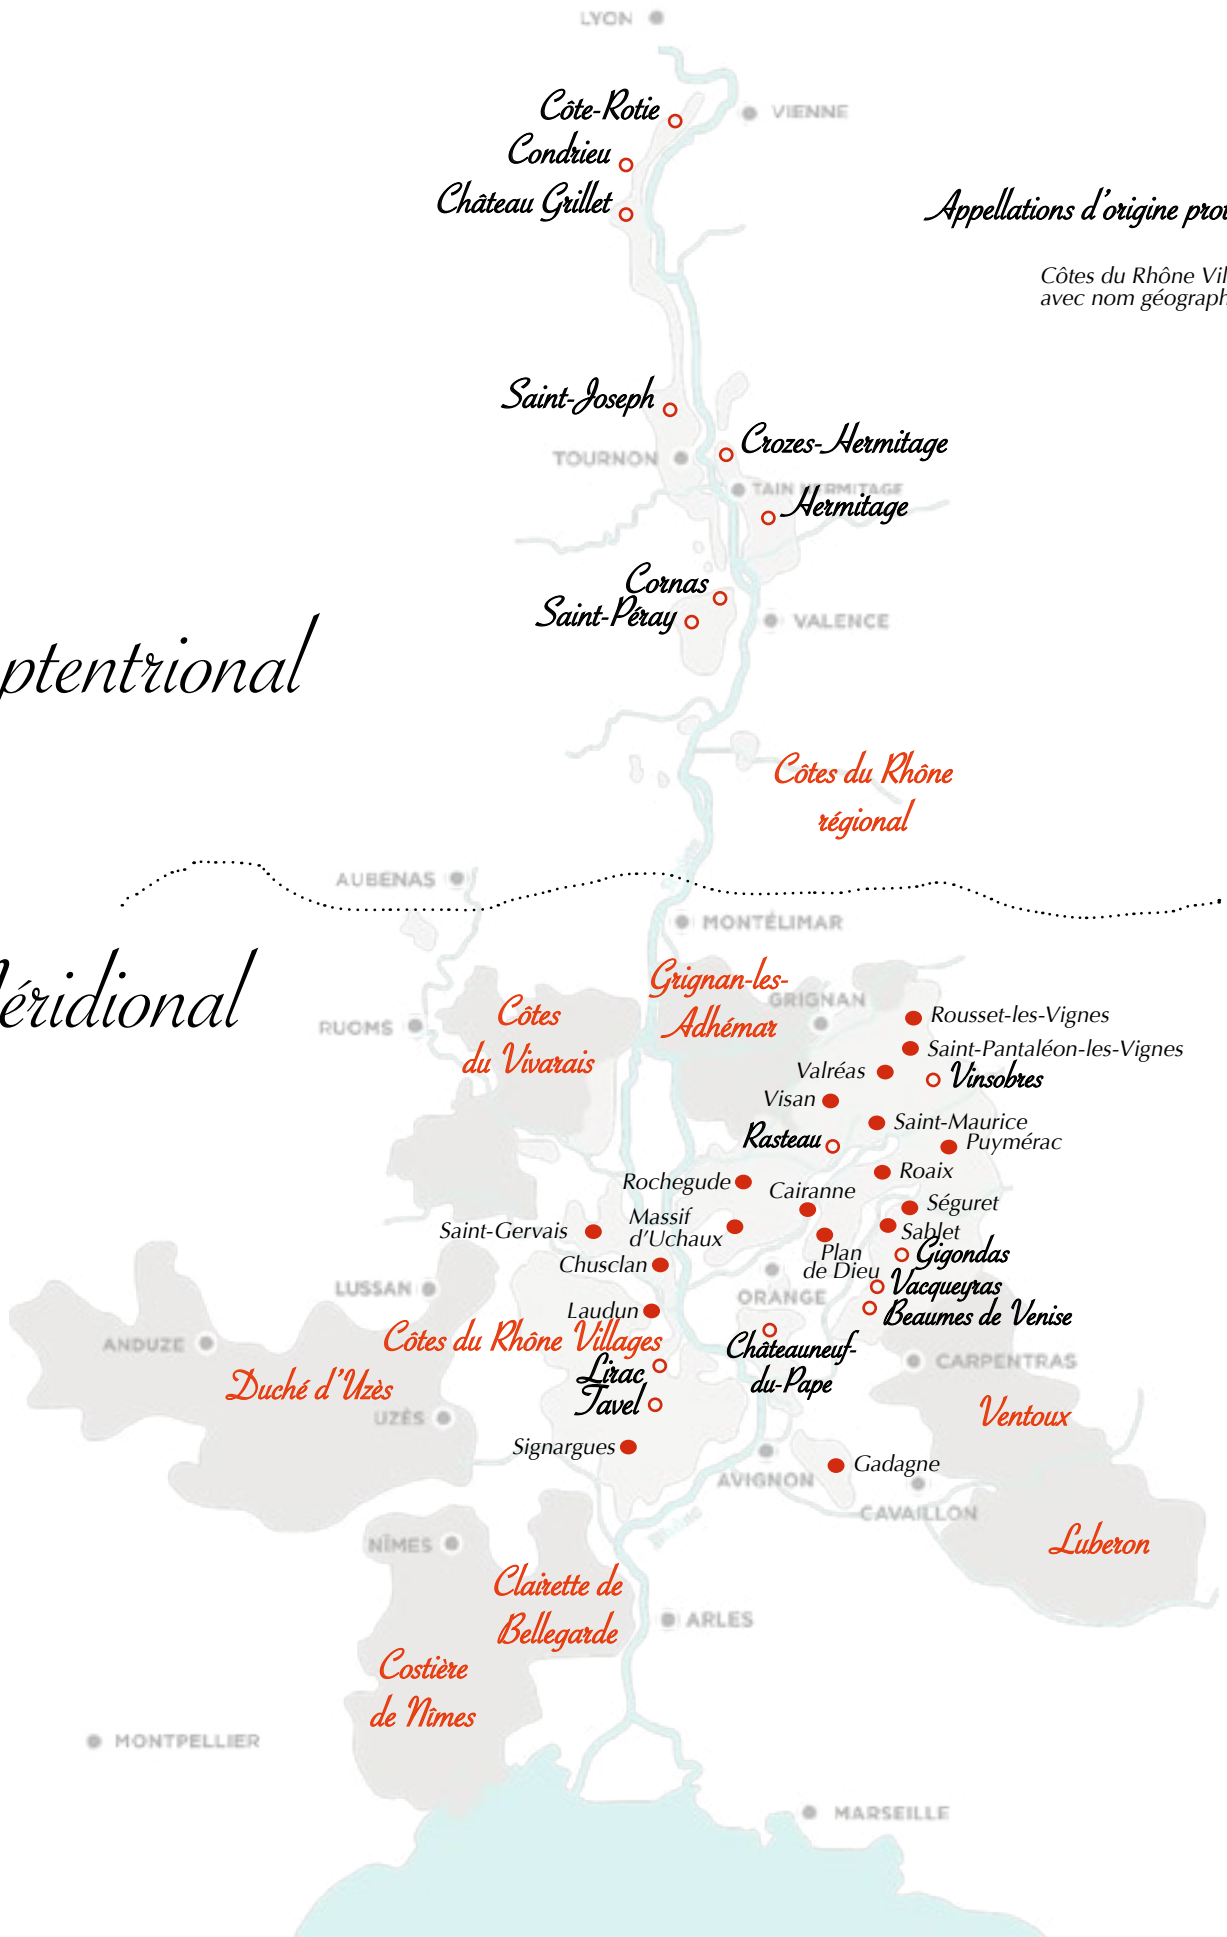 LYON
Côte-Rotie
VIENNE
Condrieu
Château Grillet
Appellations d'origine prot
Côtes du Rhône Vil
avec nom géograph
Saint-Joseph
Crozes-Hermitage
TOURNON
TAIN HERMITAGE
Hermitage
Cornas
Saint-Péray
VALENCE
ptentrional
Côtes du Rhône
régional
AUBENAS
MONTÉLIMAR
éridional
Grignan-les-
Adhémar
GRIGNAN
Côtes
du Vivarais
RUOMS
Rousset-les-Vignes
Saint-Pantaléon-les-Vignes
Valréas
Vinsobres
Visan
Saint-Maurice
Rasteau
Puymérac
Roaix
Rochegude
Cairanne
Séguret
Massif
d'Uchaux
Saint-Gervais
Sablet
Plan
de Dieu
Gigondas
Chusclan
Vacqueyras
LUSSAN
ORANGE
Laudun
Beaumes de Venise
Côtes du Rhône Villages
ANDUZE
Châteauneuf-
du-Pape
CARPENTRAS
Lirac
Duché d'Uzès
Tavel
UZÈS
Ventoux
Signargues
Gadagne
AVIGNON
CAVAILLON
NÎMES
Luberon
Clairette de
Bellegarde
ARLES
Costière
de Nîmes
MONTPELLIER
MARSEILLE